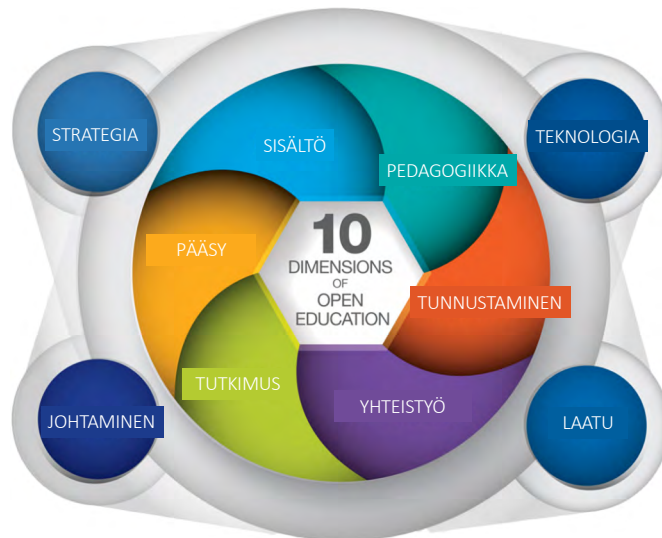 STRATEGIA
TEKNOLOGIA
SISÄLTÖ
PEDAGOGIIKKA
PÄÄSY
10
DIMENSIONS
OF
OPEN
EDUCATION
TUNNUSTAMINEN
TUTKIMUS
YHTEISTYÖ
JOHTAMINEN
LAATU